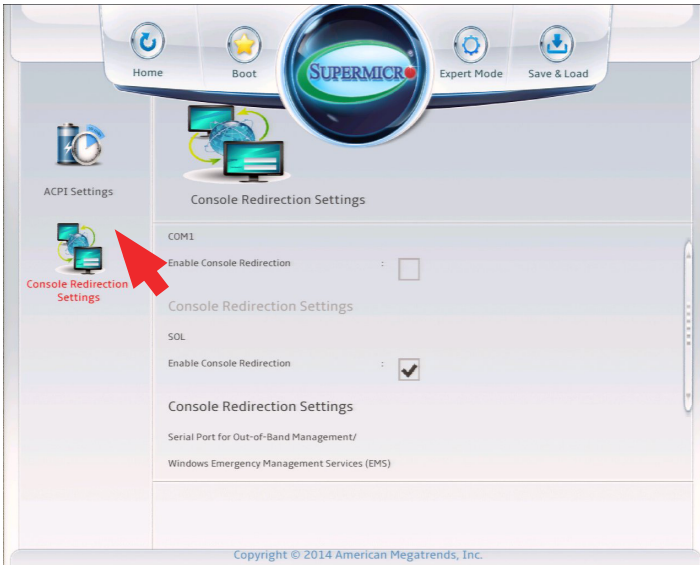 Home
Boot
SUPERMICRO
Expert Mode
Save & Load
ACPI Settings
Console Redirection
Settings
Console Redirection Settings
COM1
Enable Console Redirection :
Console Redirection Settings
SOL
Enable Console Redirection :
Console Redirection Settings
Serial Port for Out-of-Band Management/
Windows Emergency Management Services (EMS)
Copyright © 2014 American Megatrends, Inc.